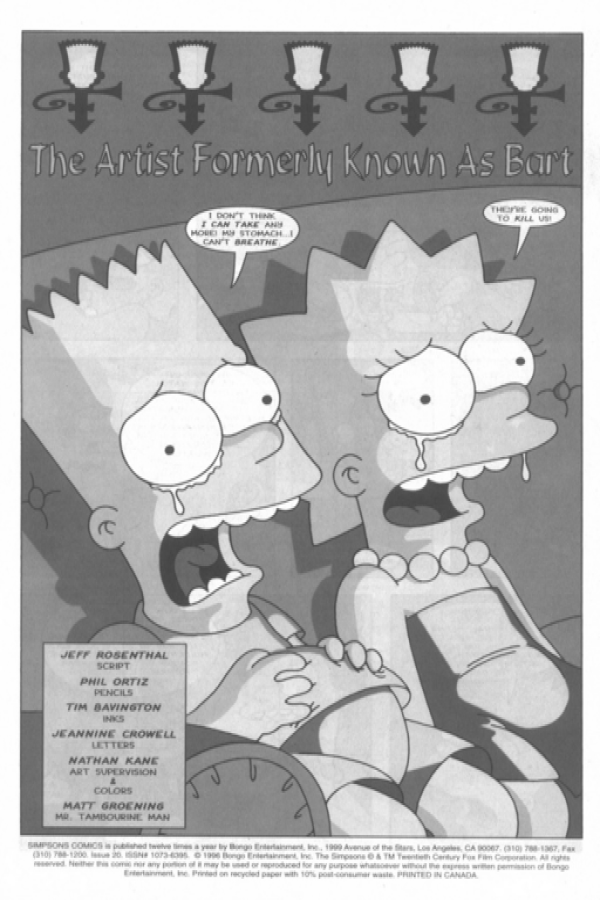 The Artist Formerly Known As Bart
I DON'T THINK
I CAN TAKE ANY
MORE! MY STOMACH...I
CAN'T BREATHE.
THEY'RE GOING
TO KILL US!
JEFF ROSENTHAL
SCRIPT
PHIL ORTIZ
PENCILS
TIM BAVINGTON
INKS
JEANNINE CROWELL
LETTERS
NATHAN KANE
ART SUPERVISION
&
COLORS
MATT GROENING
MR. TAMBOURINE MAN
SIMPSONS COMICS is published twelve times a year by Bongo Entertainment, Inc., 1999 Avenue of the Stars, Los Angeles, CA 90067. (310) 788-1367, Fax
(310) 788-1200. Issue 20. ISSN# 1073-6395. © 1996 Bongo Entertainment, Inc. The Simpsons © & TM Twentieth Century Fox Film Corporation. All rights
reserved. Neither this comic nor any portion of it may be used or reproduced for any purpose whatsoever without the express written permission of Bongo
Entertainment, Inc. Printed on recycled paper with 10% post-consumer waste. PRINTED IN CANADA.